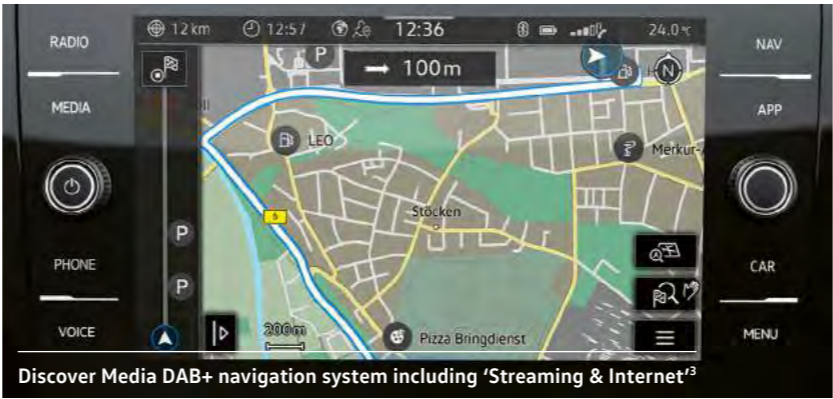 RADIO
MEDIA
PHONE
VOICE
12 km
12:57
12:36
24.0 °C
100m
P
N
LEO
Merkur-
6
Stöcken
P
P
200m
Pizza Bringdienst
NAV
APP
CAR
MENU
Discover Media DAB+ navigation system including ‘Streaming & Internet’³